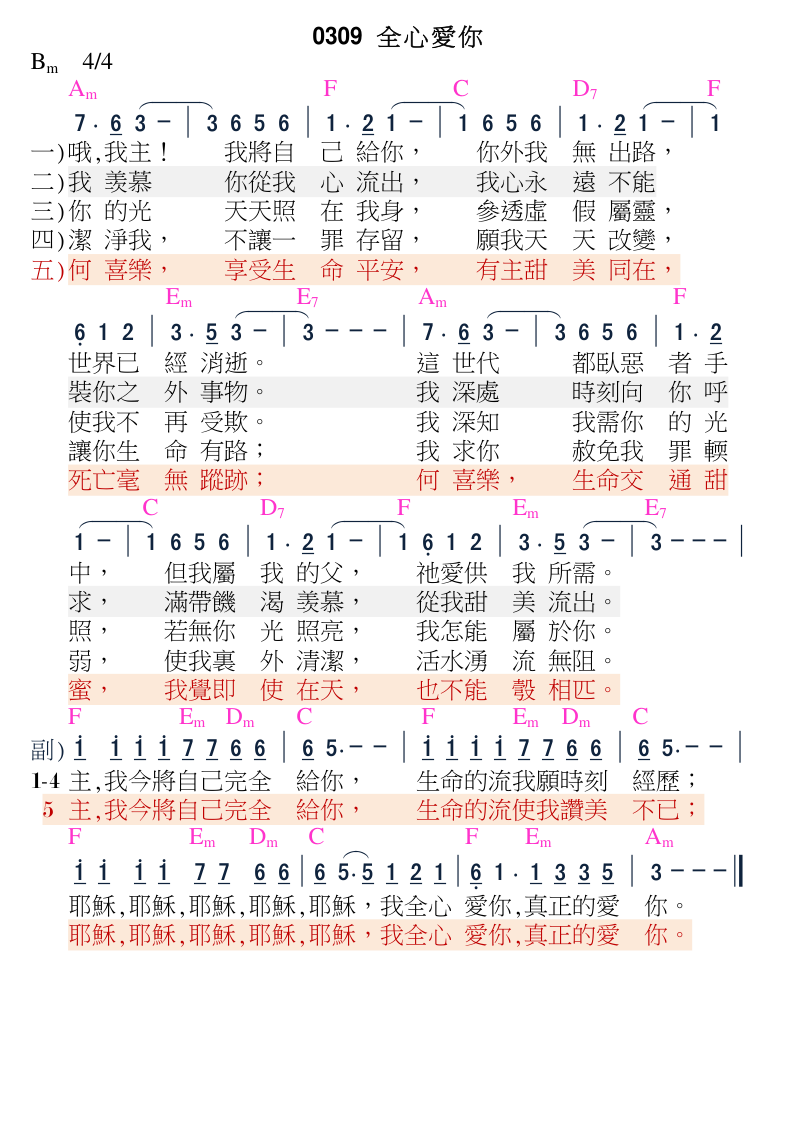 0309 全心愛你
Bm 4/4
Am F C D7 F
7 · 6 3 – | 3 6 5 6 | 1 · 2 1 – | 1 6 5 6 | 1 · 2 1 – | 1
一)哦,我主! 我將自 己 給你, 你外我 無 出路,
二)我 羨慕 你從我 心 流出, 我心永 遠 不能
三)你 的光 天天照 在 我身, 參透虛 假 屬靈,
四)潔 淨我, 不讓一 罪 存留, 願我天 天 改變,
五)何 喜樂, 享受生 命 平安, 有主甜 美 同在,
Em E7 Am F
6 1 2 | 3 · 5 3 – | 3 – – – | 7 · 6 3 – | 3 6 5 6 | 1 · 2
世界已 經 消逝。 這 世代 都臥惡 者 手
裝你之 外 事物。 我 深處 時刻向 你 呼
使我不 再 受欺。 我 深知 我需你 的 光
讓你生 命 有路; 我 求你 赦免我 罪 輭
死亡毫 無 蹤跡; 何 喜樂, 生命交 通 甜
C D7 F Em E7
1 – | 1 6 5 6 | 1 · 2 1 – | 1 6 1 2 | 3 · 5 3 – | 3 – – – |
中, 但我屬 我 的父, 祂愛供 我 所需。
求, 滿帶饑 渴 羨慕, 從我甜 美 流出。
照, 若無你 光 照亮, 我怎能 屬 於你。
弱, 使我裏 外 清潔, 活水湧 流 無阻。
蜜, 我覺即 使 在天, 也不能 彀 相匹。
F Em Dm C F Em Dm C
副) 1 1 1 1 7 7 6 6 | 6 5· – – | 1 1 1 1 7 7 6 6 | 6 5· – – |
1-4 主,我今將自己完全 給你, 生命的流我願時刻 經歷;
5 主,我今將自己完全 給你, 生命的流使我讚美 不已;
F Em Dm C F Em Am
1 1 1 1 7 7 6 6 | 6 5· 5 1 2 1 | 6 1 · 1 3 3 5 | 3 – – – ‖
耶穌,耶穌,耶穌,耶穌,耶穌,我全心 愛你,真正的愛 你。
耶穌,耶穌,耶穌,耶穌,耶穌,我全心 愛你,真正的愛 你。